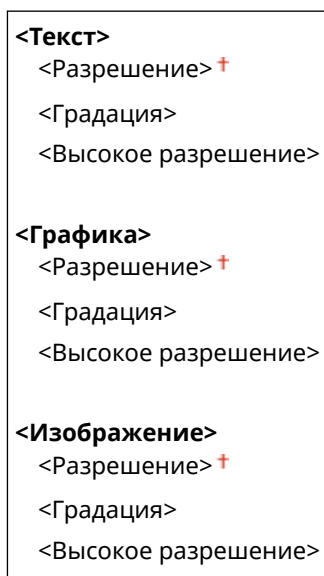 <Текст>
<Разрешение> †
<Градация>
<Высокое разрешение>
<Графика>
<Разрешение> †
<Градация>
<Высокое разрешение>
<Изображение>
<Разрешение> †
<Градация>
<Высокое разрешение>